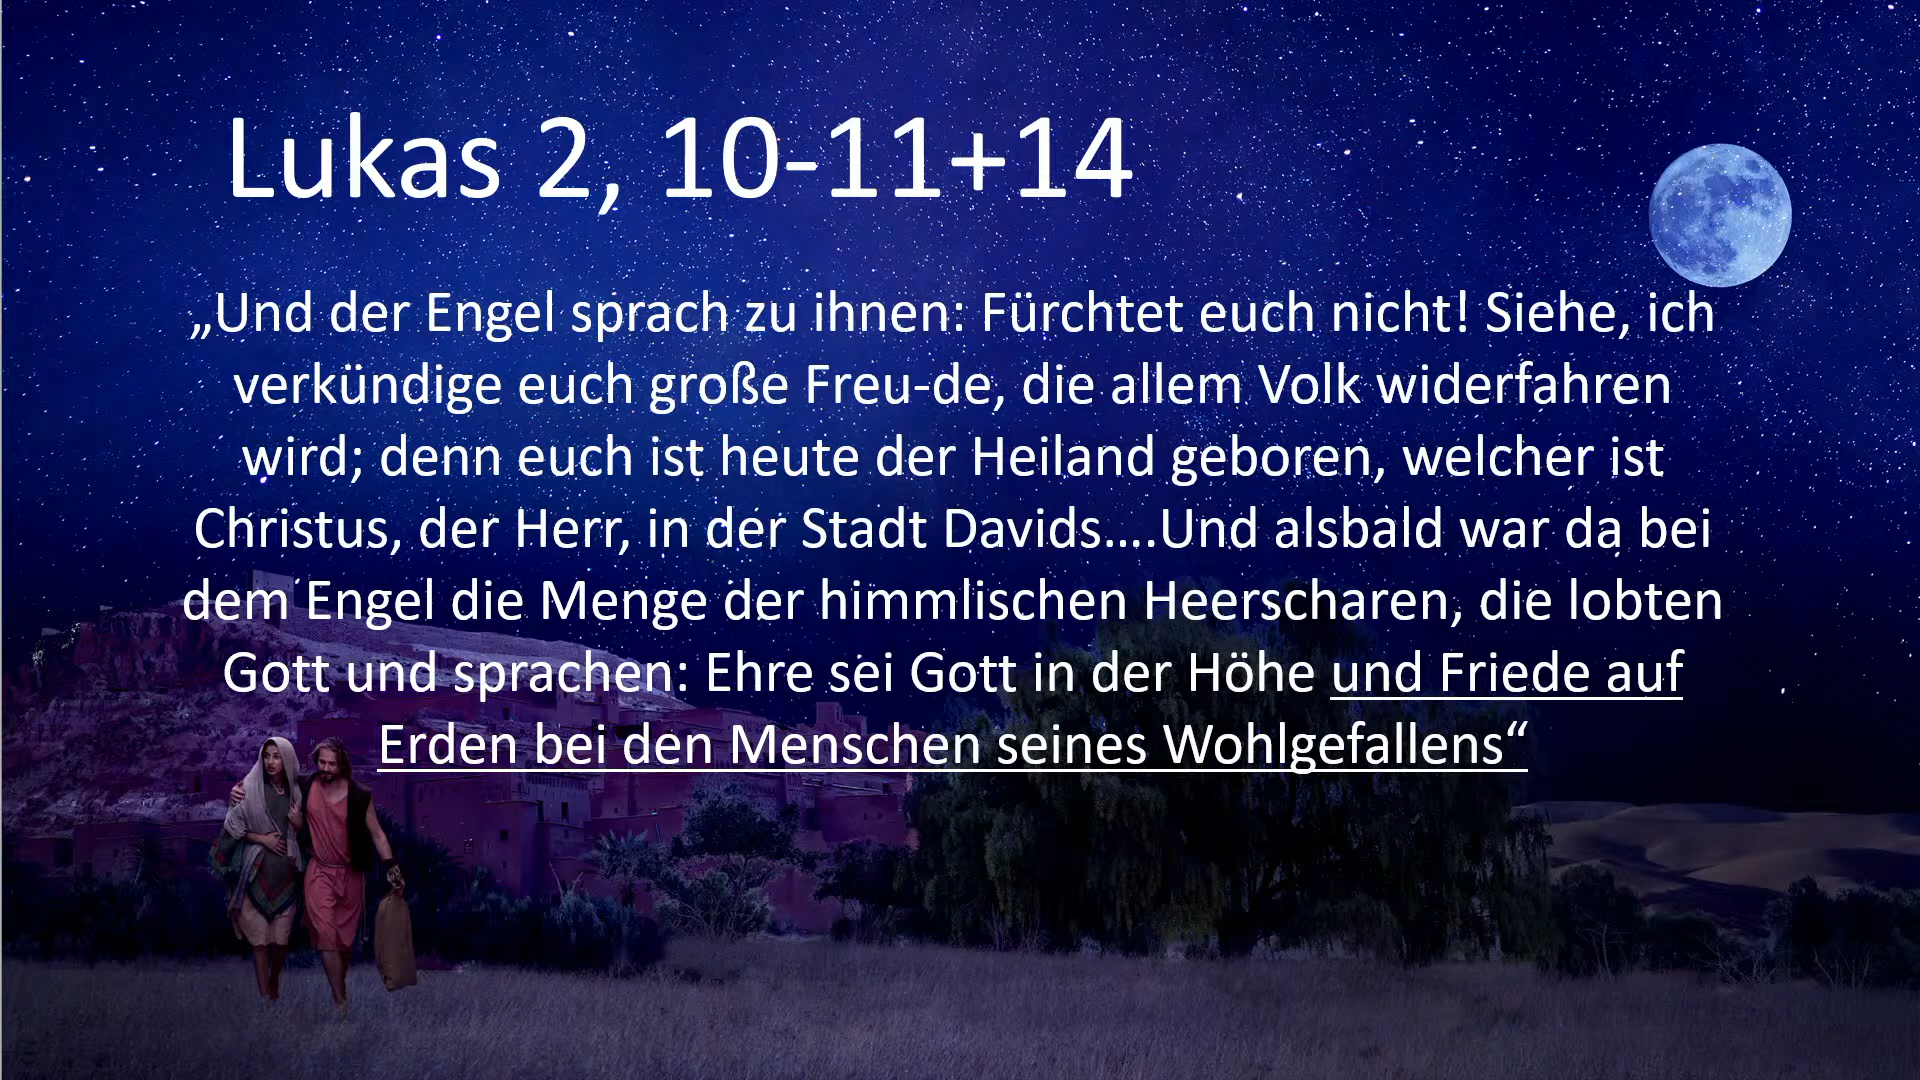 Lukas 2, 10-11+14
„Und der Engel sprach zu ihnen: Fürchtet euch nicht! Siehe, ich
verkündige euch große Freu-de, die allem Volk widerfahren
wird; denn euch ist heute der Heiland geboren, welcher ist
Christus, der Herr, in der Stadt Davids….Und alsbald war da bei
dem Engel die Menge der himmlischen Heerscharen, die lobten
Gott und sprachen: Ehre sei Gott in der Höhe und Friede auf
Erden bei den Menschen seines Wohlgefallens“